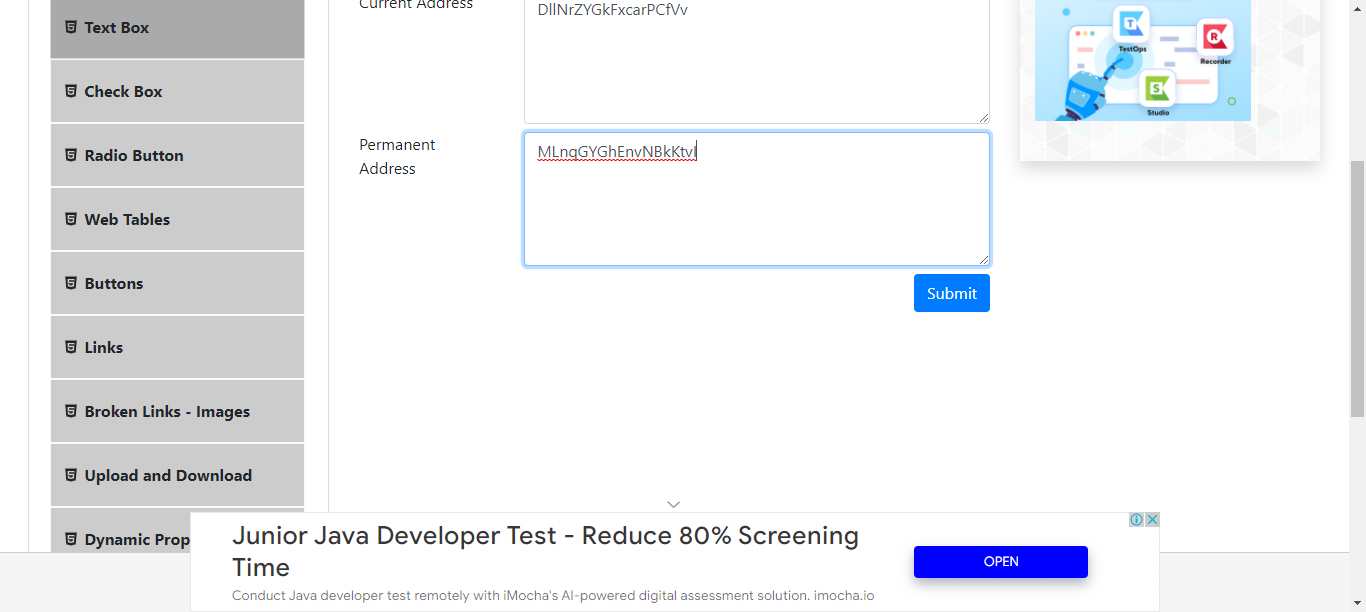 Current Address
DllNrZYGkFxcarPCfVv
Permanent
Address
MLnqGYGhEnvNBkKtvI
Submit
Text Box
Check Box
Radio Button
Web Tables
Buttons
Links
Broken Links - Images
Upload and Download
Dynamic Prop
TestOps
Recorder
Studio
Junior Java Developer Test - Reduce 80% Screening
Time
Conduct Java developer test remotely with iMocha's AI-powered digital assessment solution. imocha.io
OPEN